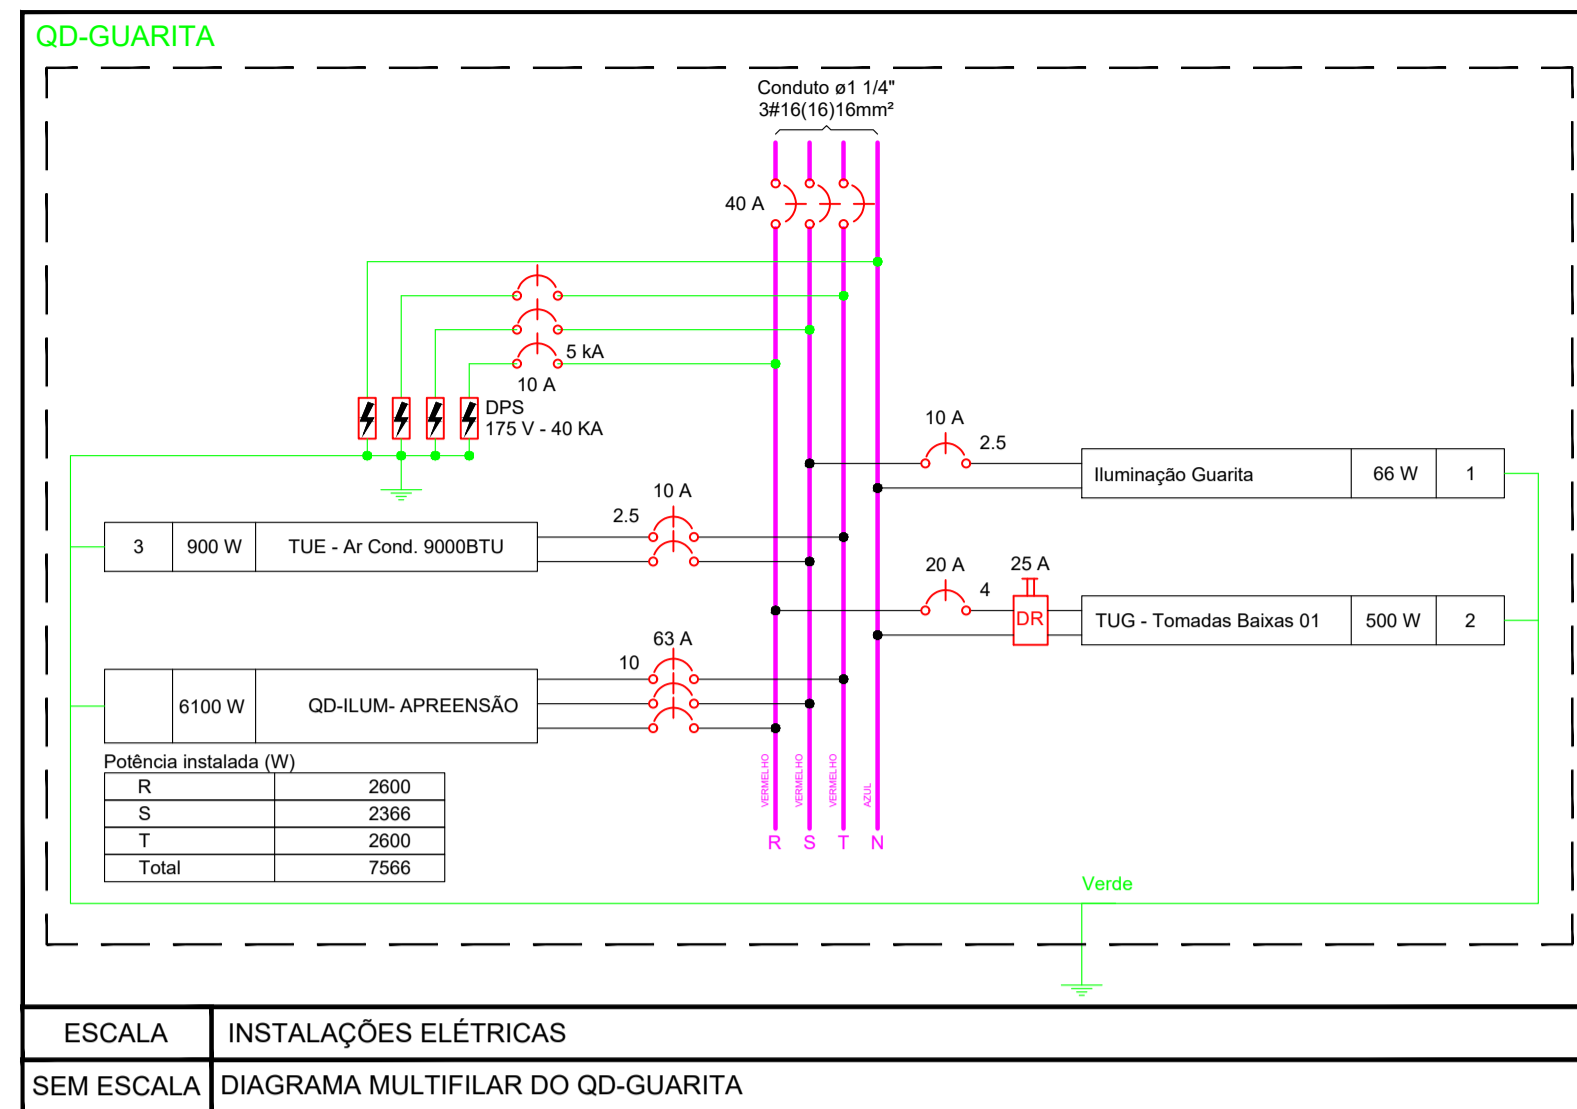 QD-GUARITA
Conduto ø1 1/4"
3#16(16)16mm²
40 A
5 kA
10 A
DPS
175 V - 40 KA
10 A
2.5
Iluminação Guarita 66 W 1
10 A
2.5
3 900 W TUE - Ar Cond. 9000BTU
20 A 25 A
4
DR
TUG - Tomadas Baixas 01 500 W 2
63 A
10
6100 W QD-ILUM- APREENSÃO
Potência instalada (W)
R 2600
S 2366
T 2600
Total 7566
VERMELHO
VERMELHO
VERMELHO
AZUL
R S T N
Verde
ESCALA INSTALAÇÕES ELÉTRICAS
SEM ESCALA DIAGRAMA MULTIFILAR DO QD-GUARITA